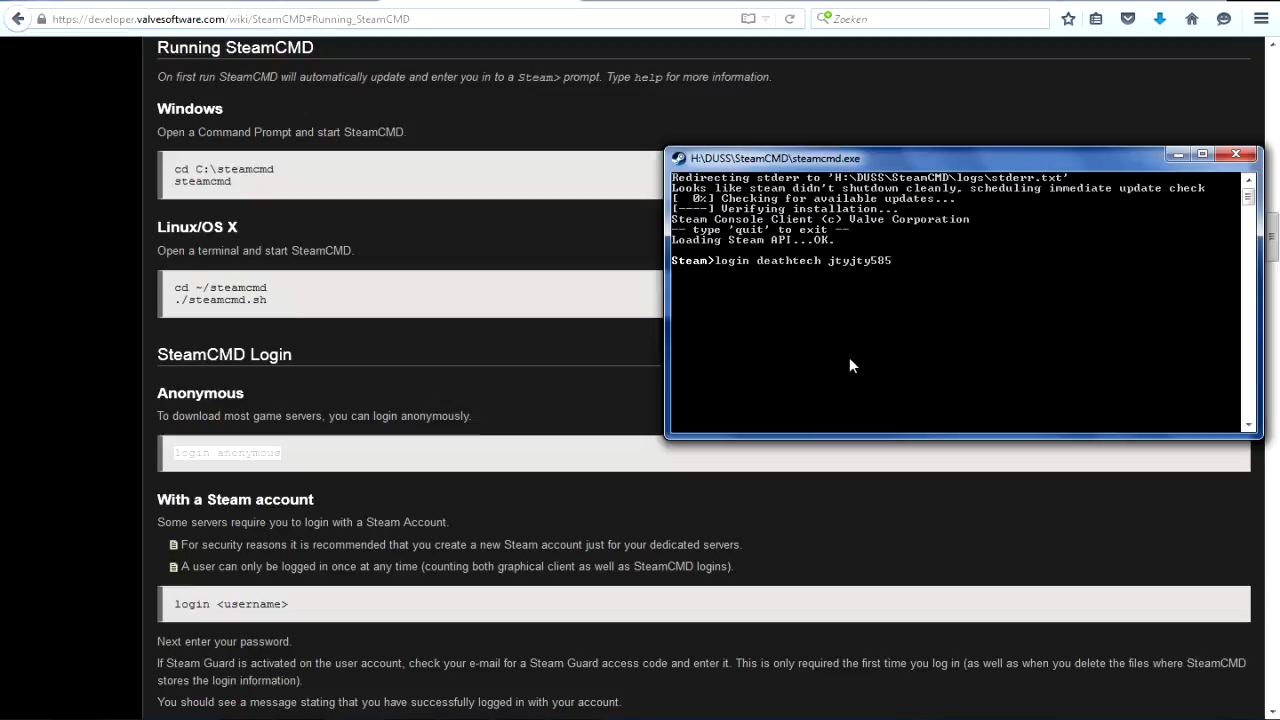 https://developer.valvesoftware.com/wiki/SteamCMD#Running_SteamCMD
Zoeken
Running SteamCMD
On first run SteamCMD will automatically update and enter you in to a Steam> prompt. Type help for more information.
Windows
Open a Command Prompt and start SteamCMD.
cd C:\steamcmd
steamcmd
Linux/OS X
Open a terminal and start SteamCMD.
cd ~/steamcmd
./steamcmd.sh
SteamCMD Login
Anonymous
To download most game servers, you can login anonymously.
login anonymous
With a Steam account
Some servers require you to login with a Steam Account.
For security reasons it is recommended that you create a new Steam account just for your dedicated servers.
A user can only be logged in once at any time (counting both graphical client as well as SteamCMD logins).
login <username>
Next enter your password.
If Steam Guard is activated on the user account, check your e-mail for a Steam Guard access code and enter it. This is only required the first time you log in (as well as when you delete the files where SteamCMD
stores the login information).
You should see a message stating that you have successfully logged in with your account.
H:\DUSS\SteamCMD\steamcmd.exe
Redirecting stderr to 'H:\DUSS\SteamCMD\logs\stderr.txt'
Looks like steam didn't shutdown cleanly, scheduling immediate update check
[  0%] Checking for available updates...
[----] Verifying installation...
Steam Console Client (c) Valve Corporation
-- type 'quit' to exit --
Loading Steam API...OK.
Steam>login deathtech jtyjty585